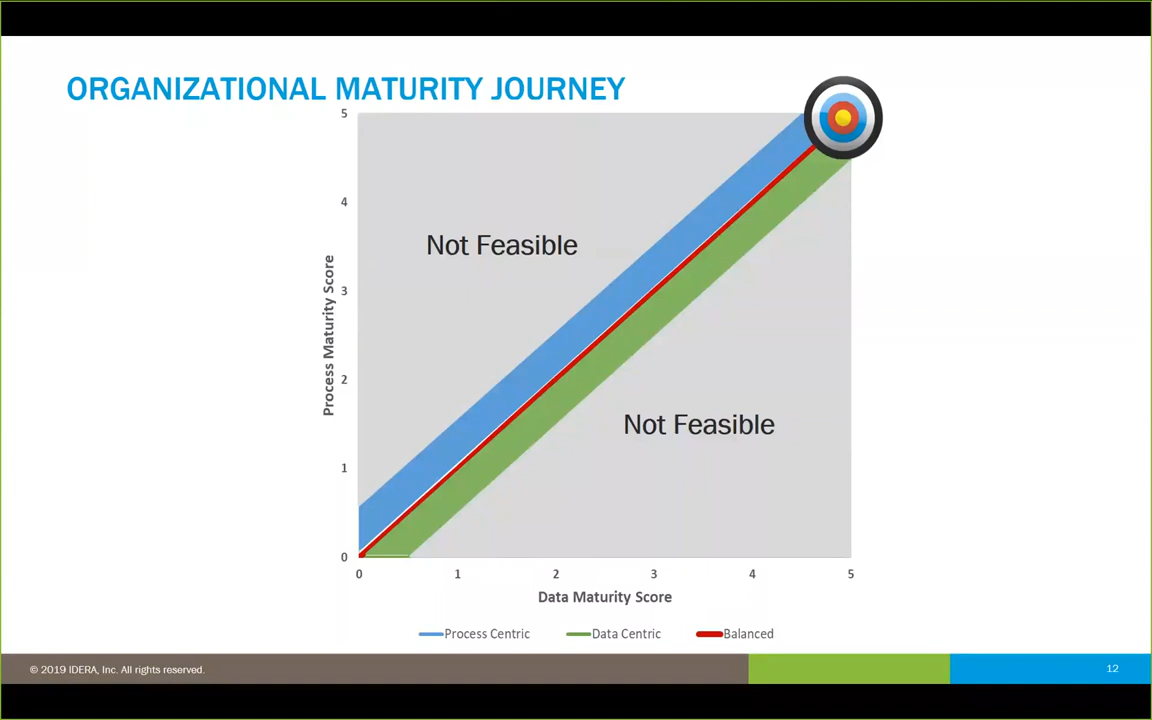 ORGANIZATIONAL MATURITY JOURNEY
5
4
3
2
1
0
Process Maturity Score
Not Feasible
Not Feasible
0 1 2 3 4 5
Data Maturity Score
Process Centric Data Centric Balanced
© 2019 IDERA, Inc. All rights reserved.
12